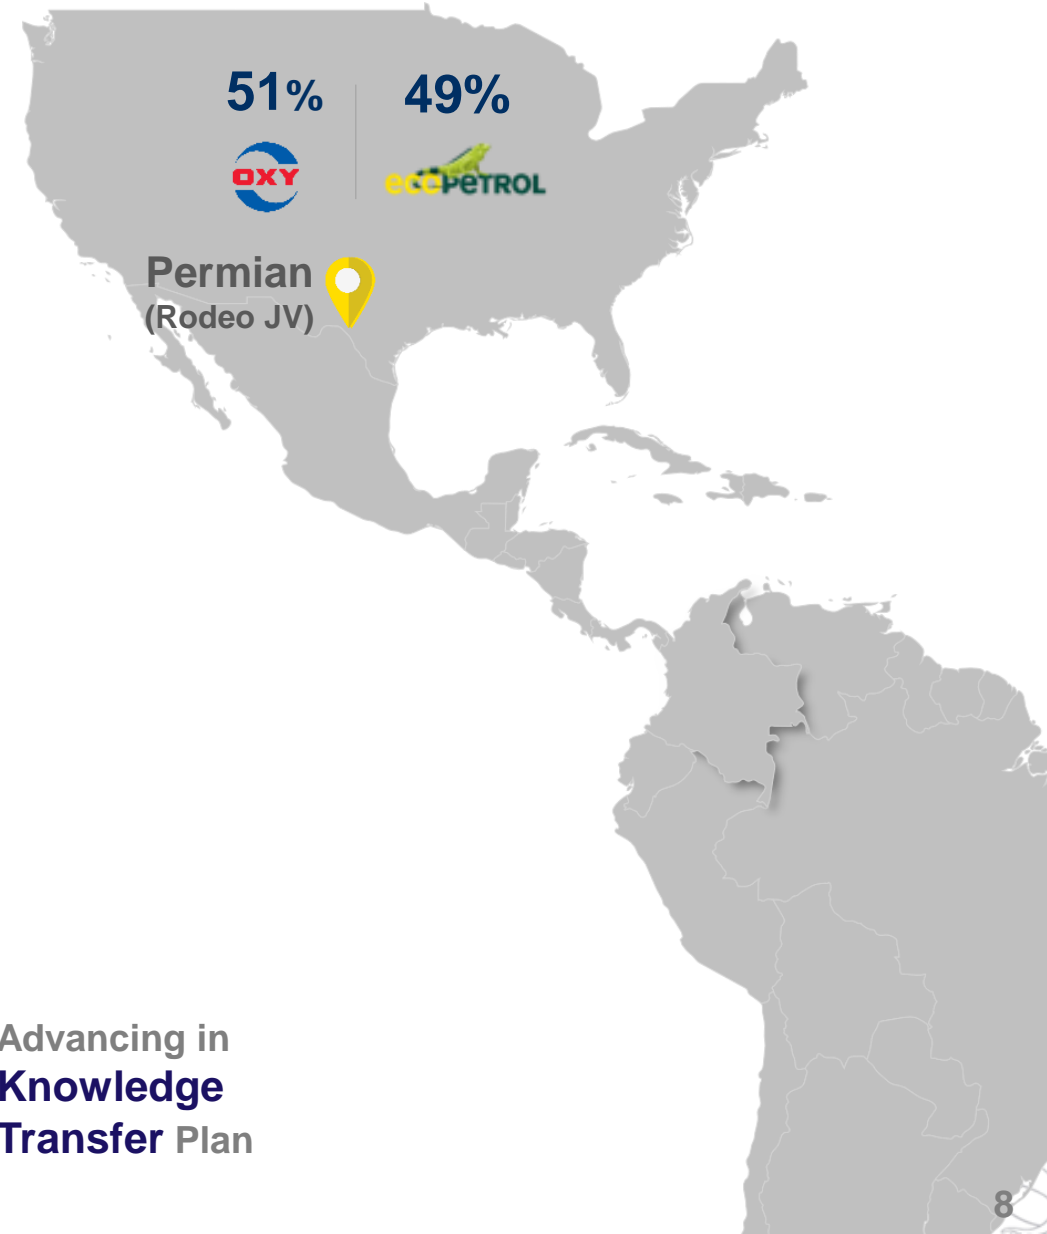 51% 49%
OXY ecoPETROL
Permian
(Rodeo JV)
Advancing in
Knowledge
Transfer Plan
8